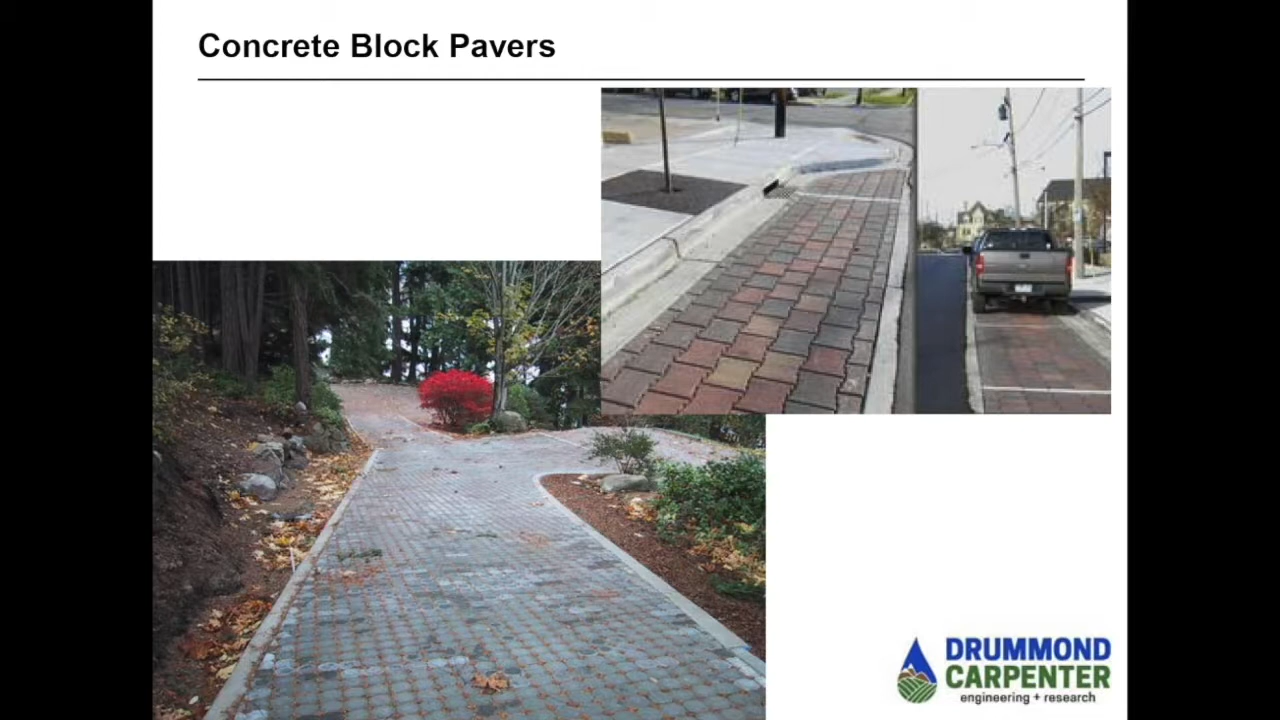 Concrete Block Pavers
DRUMMOND
CARPENTER
engineering + research